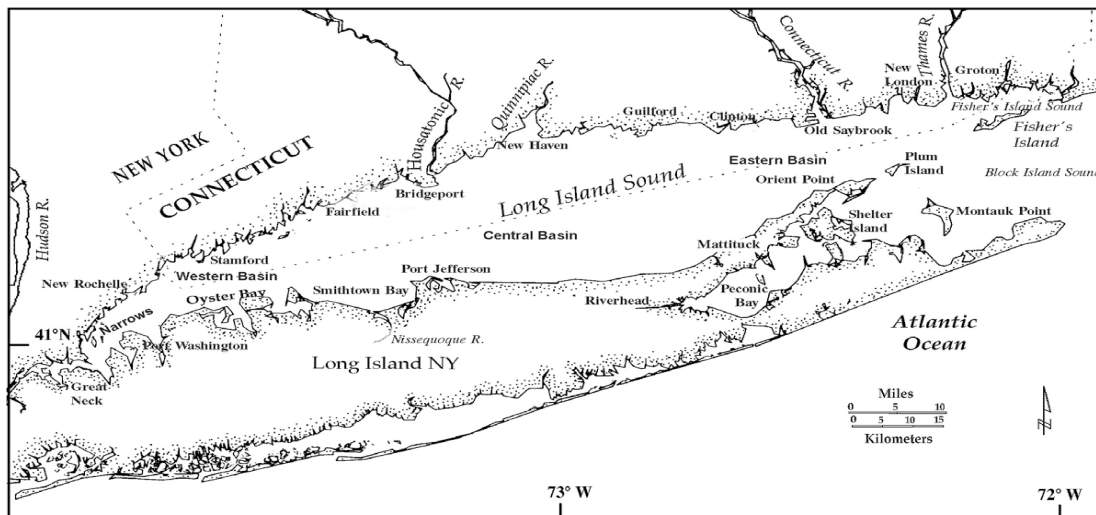 NEW YORK
CONNECTICUT
Hudson R.
Housatonic R.
Quinnipiac R.
Connecticut R.
Thames R.
New London
Groton
Fisher's Island Sound
Guilford
Clinton
Old Saybrook
Fisher's
Island
New Haven
Eastern Basin
Plum
Island
Block Island Sound
Bridgeport
Long Island Sound
Orient Point
Fairfield
Shelter
Island
Montauk Point
Central Basin
Mattituck
Stamford
Western Basin
Port Jefferson
New Rochelle
Oyster Bay
Smithtown Bay
Riverhead
Peconic
Bay
Narrows
41°N
Port Washington
Nissequoque R.
Atlantic
Ocean
Long Island NY
Great
Neck
Miles
0 5 10
0 5 10 15
Kilometers
N
73° W
72° W